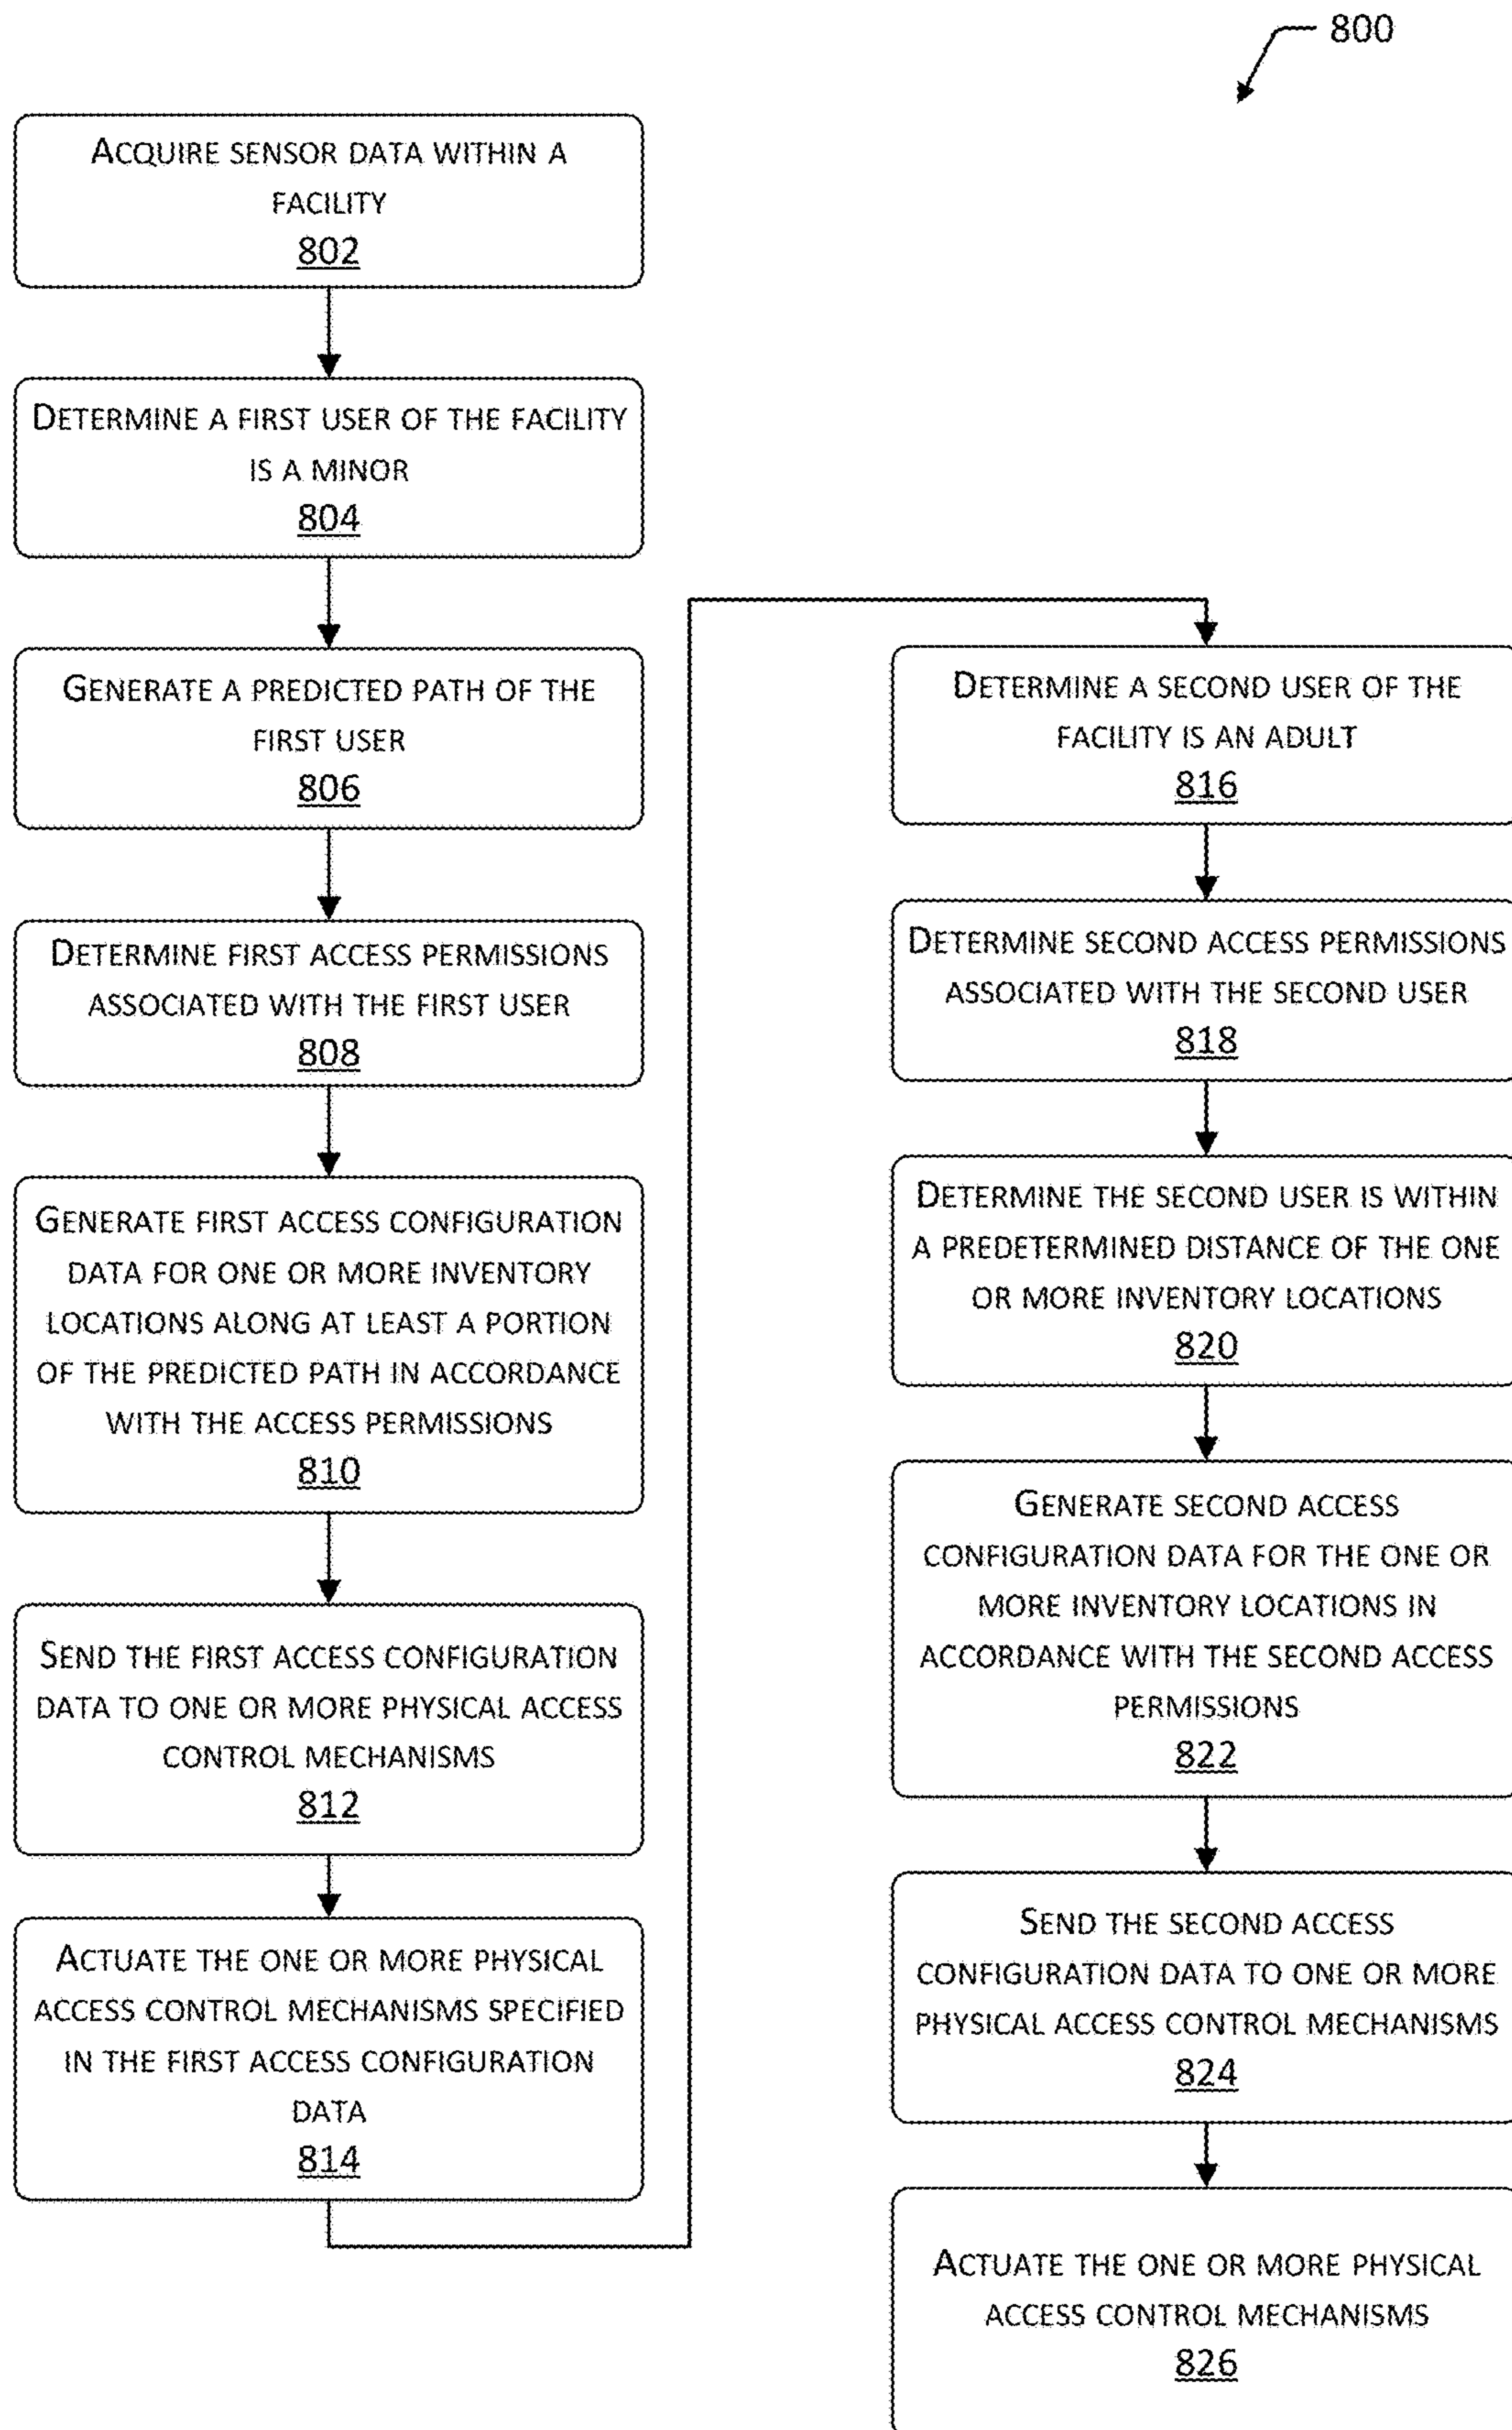 800
ACQUIRE SENSOR DATA WITHIN A
FACILITY
802
DETERMINE A FIRST USER OF THE FACILITY
IS A MINOR
804
GENERATE A PREDICTED PATH OF THE
FIRST USER
806
DETERMINE FIRST ACCESS PERMISSIONS
ASSOCIATED WITH THE FIRST USER
808
GENERATE FIRST ACCESS CONFIGURATION
DATA FOR ONE OR MORE INVENTORY
LOCATIONS ALONG AT LEAST A PORTION
OF THE PREDICTED PATH IN ACCORDANCE
WITH THE ACCESS PERMISSIONS
810
SEND THE FIRST ACCESS CONFIGURATION
DATA TO ONE OR MORE PHYSICAL ACCESS
CONTROL MECHANISMS
812
ACTUATE THE ONE OR MORE PHYSICAL
ACCESS CONTROL MECHANISMS SPECIFIED
IN THE FIRST ACCESS CONFIGURATION
DATA
814
DETERMINE A SECOND USER OF THE
FACILITY IS AN ADULT
816
DETERMINE SECOND ACCESS PERMISSIONS
ASSOCIATED WITH THE SECOND USER
818
DETERMINE THE SECOND USER IS WITHIN
A PREDETERMINED DISTANCE OF THE ONE
OR MORE INVENTORY LOCATIONS
820
GENERATE SECOND ACCESS
CONFIGURATION DATA FOR THE ONE OR
MORE INVENTORY LOCATIONS IN
ACCORDANCE WITH THE SECOND ACCESS
PERMISSIONS
822
SEND THE SECOND ACCESS
CONFIGURATION DATA TO ONE OR MORE
PHYSICAL ACCESS CONTROL MECHANISMS
824
ACTUATE THE ONE OR MORE PHYSICAL
ACCESS CONTROL MECHANISMS
826